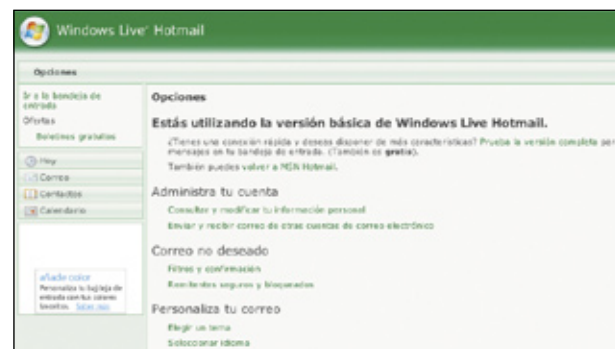 Windows Live Hotmail
Opciones
Ir a la bandeja de
entrada
Ofertas
Boletines gratuitos
Hoy
Correo
Contactos
Calendario
añade color
Personaliza tu bandeja de
entrada con tus colores
favoritos. Saber más
Opciones
Estás utilizando la versión básica de Windows Live Hotmail.
¿Tienes una conexión rápida y deseas disponer de más características? Prueba la versión completa
mensajes en tu bandeja de entrada. (También es gratis).
También puedes volver a MSN Hotmail.
Administra tu cuenta
Consultar y modificar tu información personal
Enviar y recibir correo de otras cuentas de correo electrónico
Correo no deseado
Filtros y confirmación
Remitentes seguros y bloqueados
Personaliza tu correo
Elegir un tema
Seleccionar idioma